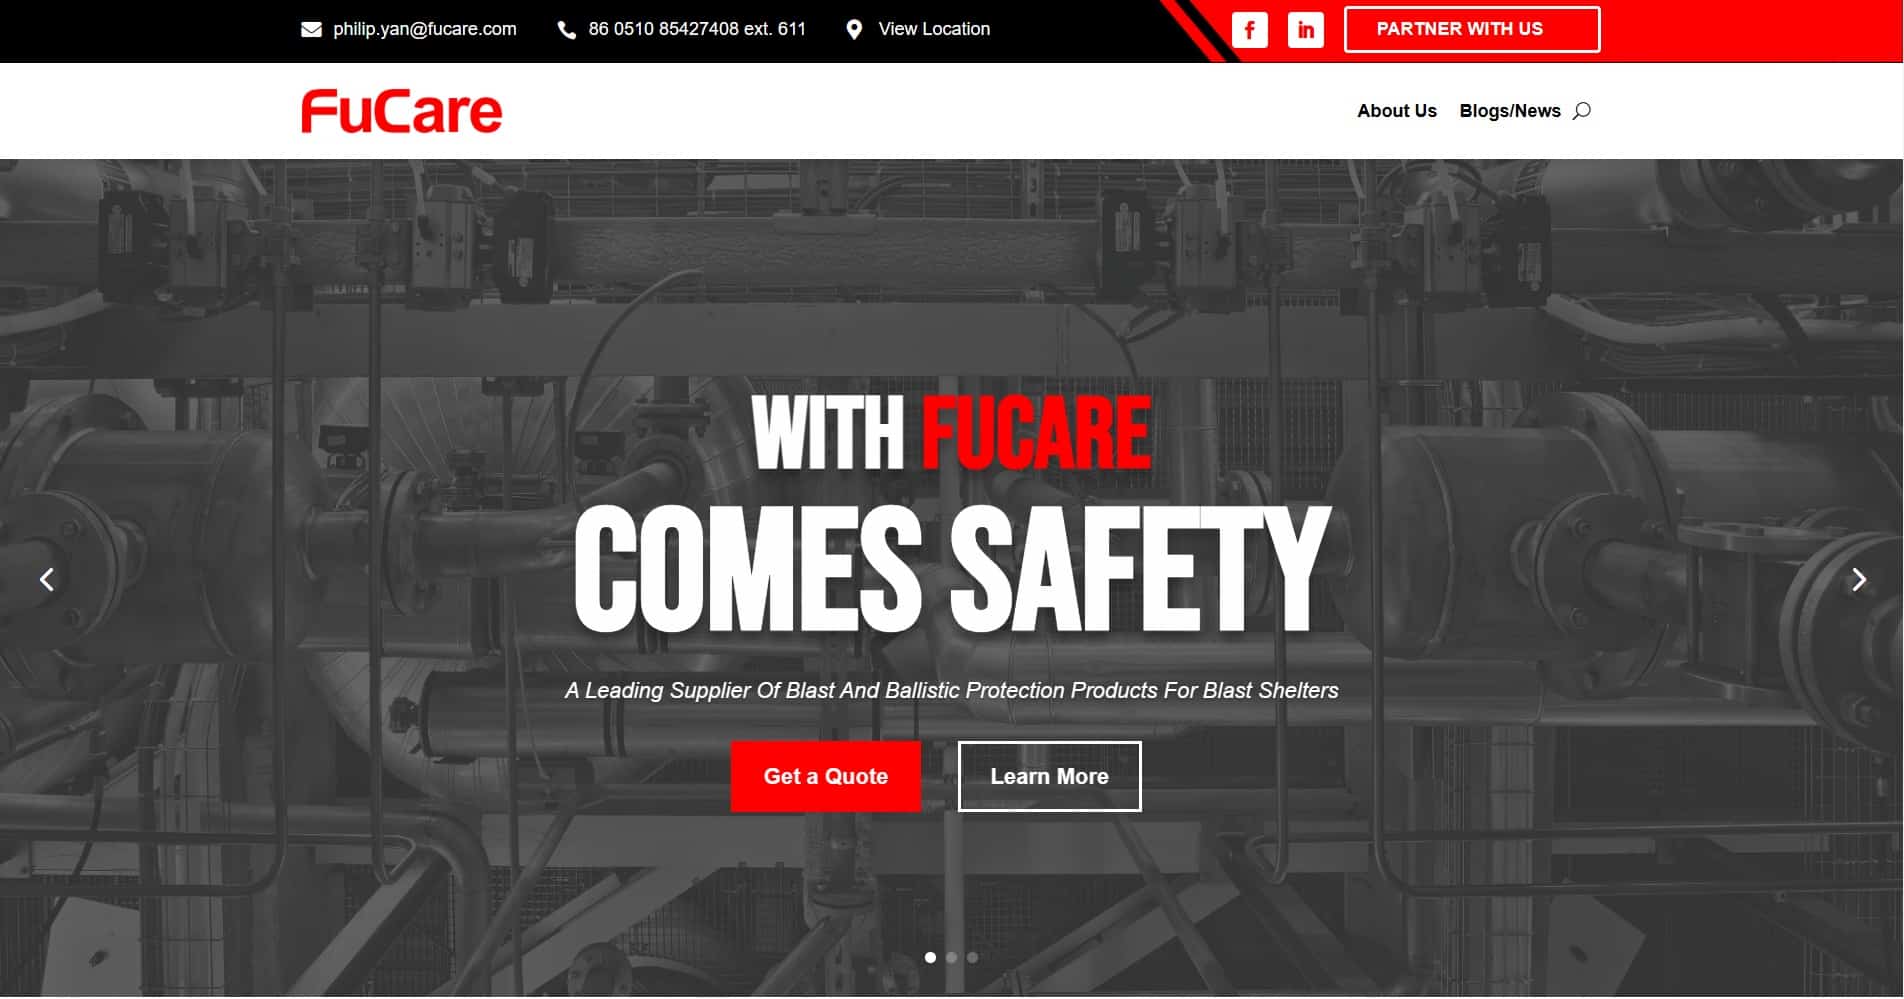 philip.yan@fucare.com
86 0510 85427408 ext. 611
View Location
f
in
PARTNER WITH US
FuCare
About Us
Blogs/News
WITH FUCARE
COMES SAFETY
A Leading Supplier Of Blast And Ballistic Protection Products For Blast Shelters
Get a Quote
Learn More